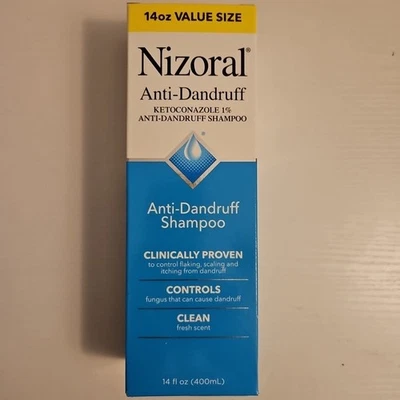 14oz VALUE SIZE
Nizoral®
Anti-Dandruff
KETOCONAZOLE 1%
ANTI-DANDRUFF SHAMPOO
Anti-Dandruff
Shampoo
CLINICALLY PROVEN
to control flaking, scaling and
itching from dandruff
CONTROLS
fungus that can cause dandruff
CLEAN
fresh scent
14 fl oz (400mL)